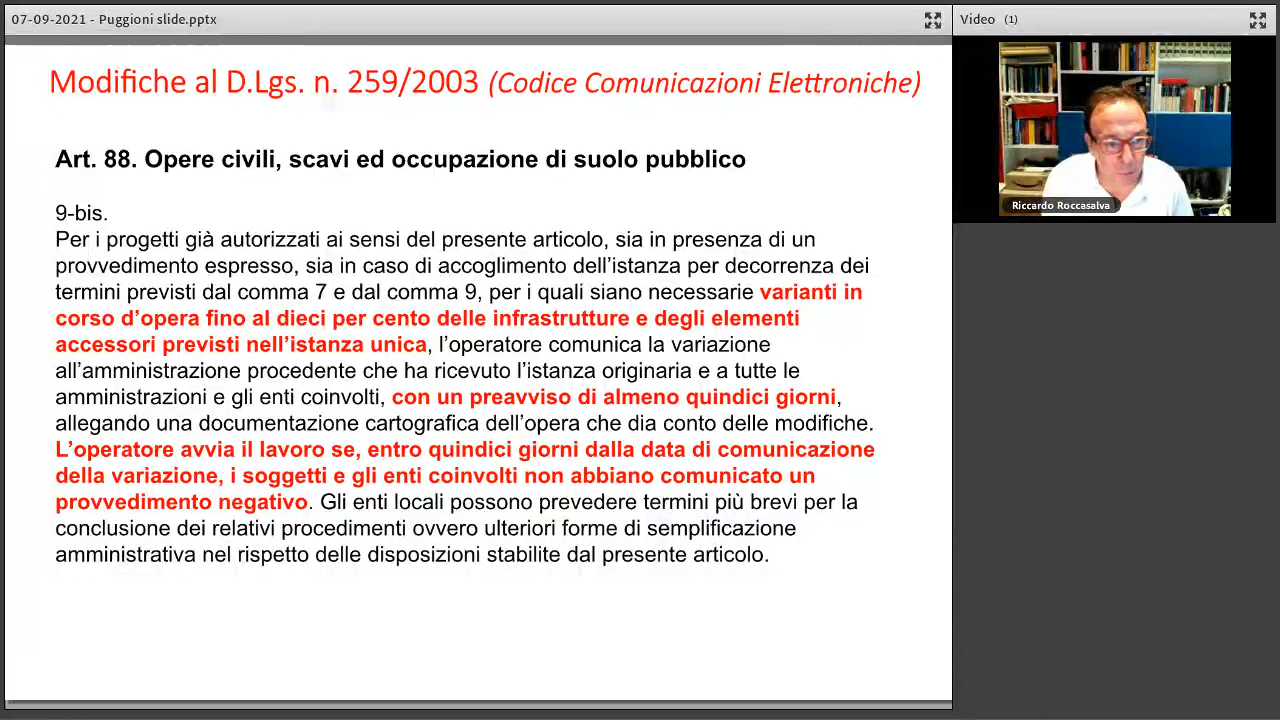 07-09-2021 - Puggioni slide.pptx
Video (1)
Modifiche al D.Lgs. n. 259/2003 (Codice Comunicazioni Elettroniche)
Art. 88. Opere civili, scavi ed occupazione di suolo pubblico
9-bis.
Per i progetti già autorizzati ai sensi del presente articolo, sia in presenza di un
provvedimento espresso, sia in caso di accoglimento dell’istanza per decorrenza dei
termini previsti dal comma 7 e dal comma 9, per i quali siano necessarie varianti in
corso d’opera fino al dieci per cento delle infrastrutture e degli elementi
accessori previsti nell’istanza unica, l’operatore comunica la variazione
all’amministrazione procedente che ha ricevuto l’istanza originaria e a tutte le
amministrazioni e gli enti coinvolti, con un preavviso di almeno quindici giorni,
allegando una documentazione cartografica dell’opera che dia conto delle modifiche.
L’operatore avvia il lavoro se, entro quindici giorni dalla data di comunicazione
della variazione, i soggetti e gli enti coinvolti non abbiano comunicato un
provvedimento negativo. Gli enti locali possono prevedere termini più brevi per la
conclusione dei relativi procedimenti ovvero ulteriori forme di semplificazione
amministrativa nel rispetto delle disposizioni stabilite dal presente articolo.
Riccardo Roccasalva